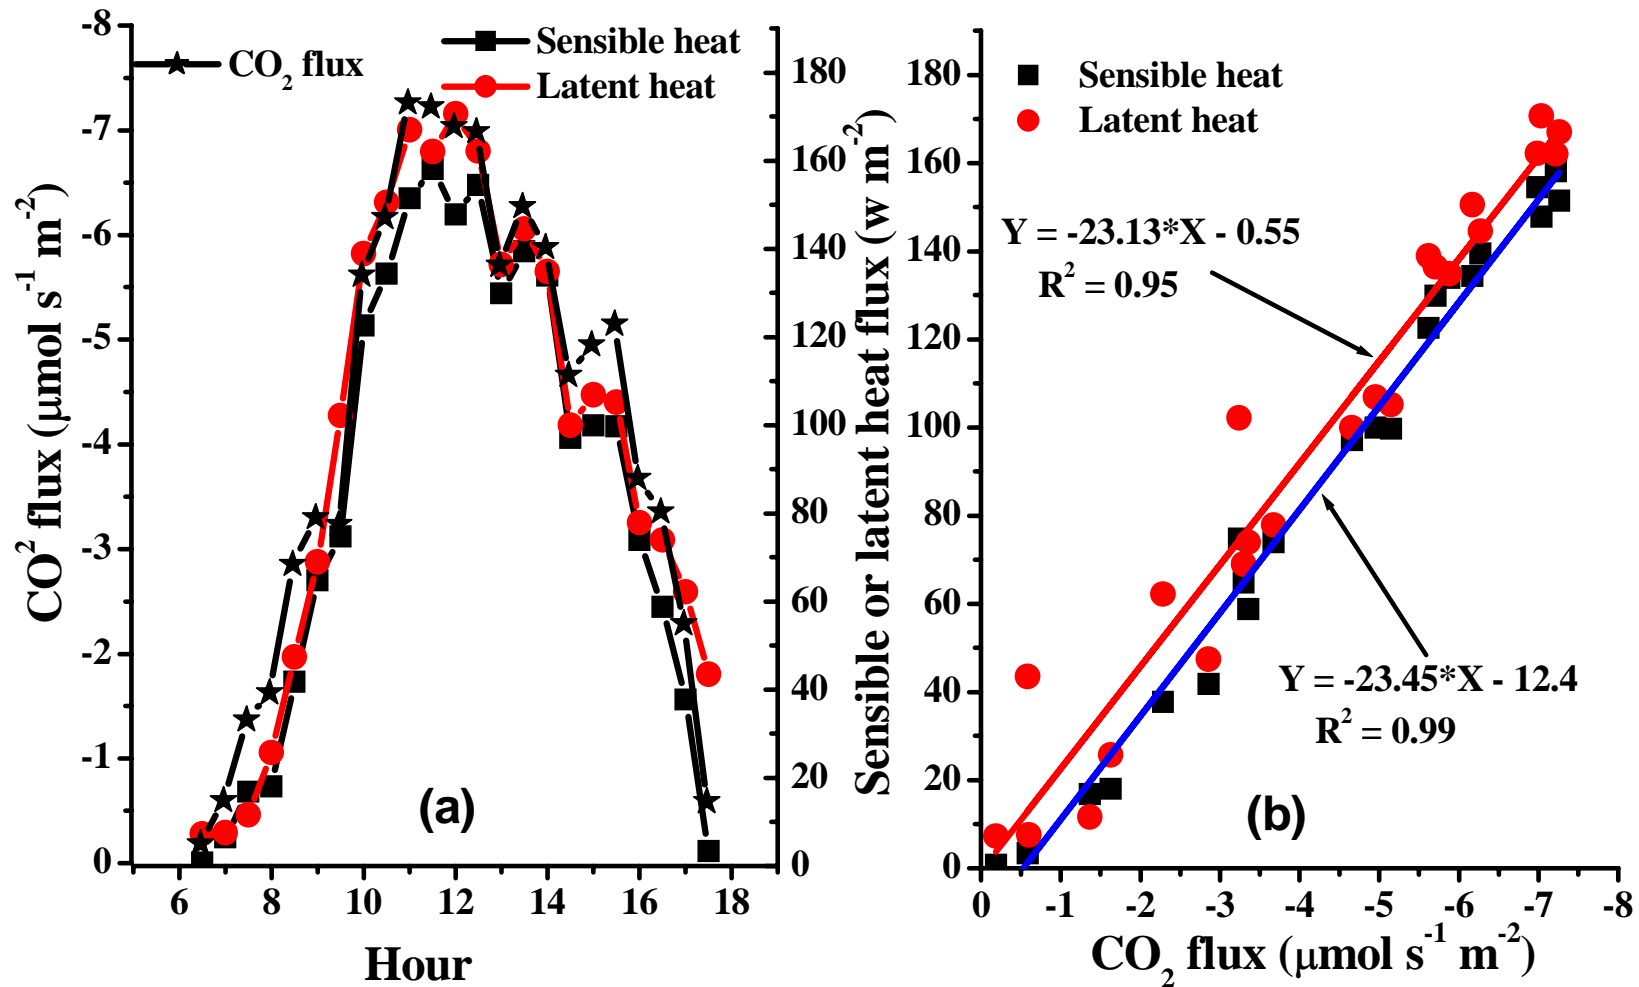 CO₂ flux
Sensible heat
Latent heat
-8
-7
-6
-5
-4
-3
-2
-1
0
CO² flux (μmol s⁻¹ m⁻²)
180
160
140
120
100
80
60
40
20
0
Sensible or latent heat flux (w m⁻²)
6 8 10 12 14 16 18
Hour
(a)
Sensible heat
Latent heat
180
160
140
120
100
80
60
40
20
0
Y = -23.13*X - 0.55
R² = 0.95
Y = -23.45*X - 12.4
R² = 0.99
(b)
0 -1 -2 -3 -4 -5 -6 -7 -8
CO₂ flux (μmol s⁻¹ m⁻²)